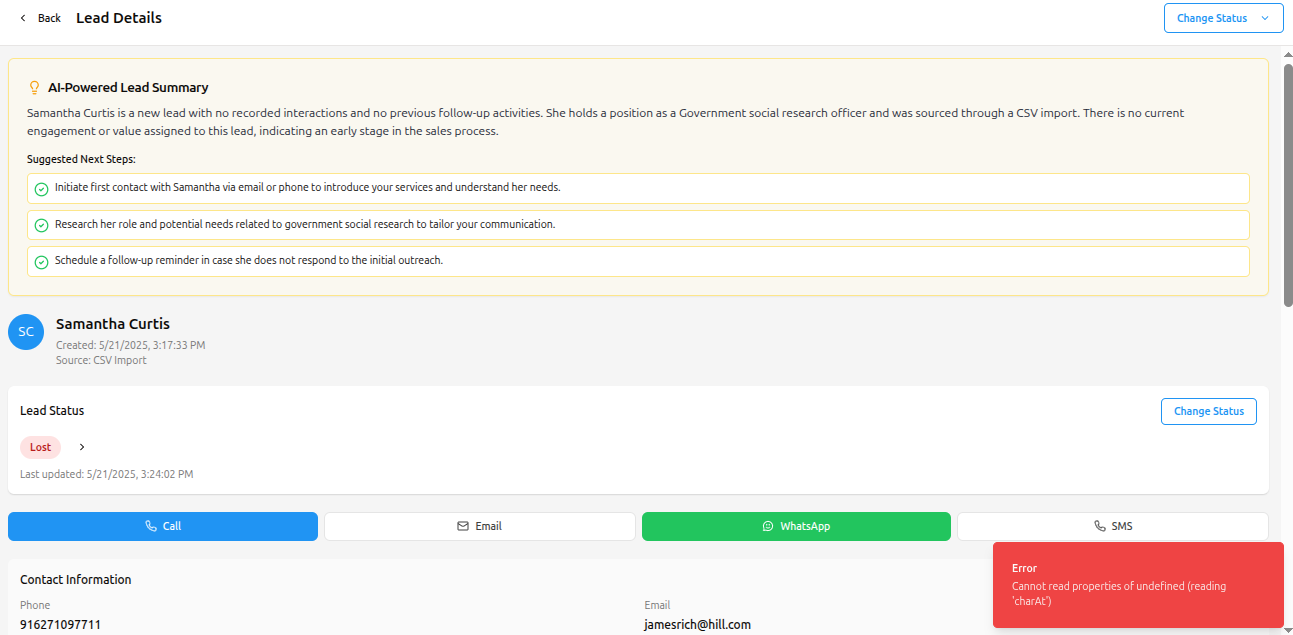 Back
Lead Details
Change Status
AI-Powered Lead Summary
Samantha Curtis is a new lead with no recorded interactions and no previous follow-up activities. She holds a position as a Government social research officer and was sourced through a CSV import. There is no current
engagement or value assigned to this lead, indicating an early stage in the sales process.
Suggested Next Steps:
Initiate first contact with Samantha via email or phone to introduce your services and understand her needs.
Research her role and potential needs related to government social research to tailor your communication.
Schedule a follow-up reminder in case she does not respond to the initial outreach.
SC
Samantha Curtis
Created: 5/21/2025, 3:17:33 PM
Source: CSV Import
Lead Status
Change Status
Lost
Last updated: 5/21/2025, 3:24:02 PM
Call
Email
WhatsApp
SMS
Contact Information
Phone
916271097711
Email
jamesrich@hill.com
Error
Cannot read properties of undefined (reading
'charAt')